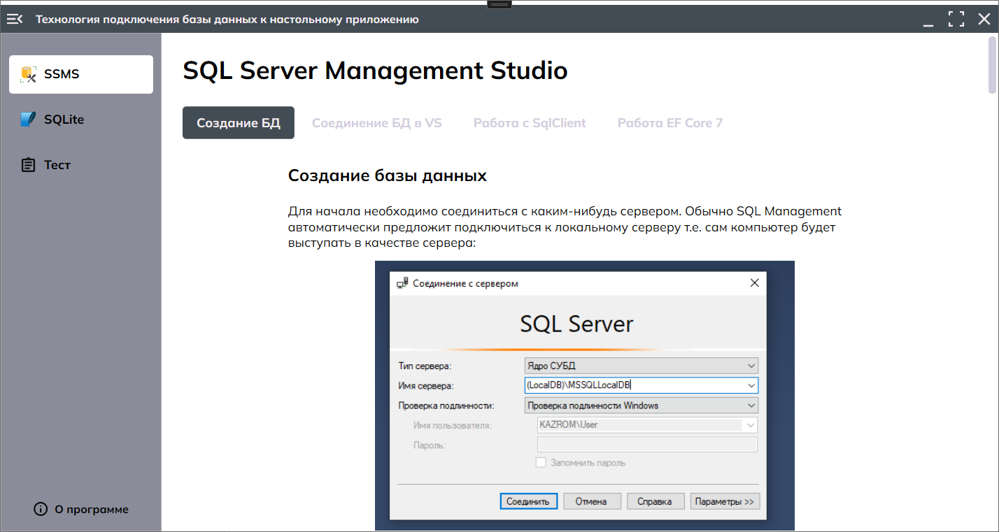 Технология подключения базы данных к настольному приложению
SSMS
SQLite
Тест
О программе
SQL Server Management Studio
Создание БД
Соединение БД в VS
Работа с SqlClient
Работа EF Core 7
Создание базы данных
Для начала необходимо соединиться с каким-нибудь сервером. Обычно SQL Management
автоматически предложит подключиться к локальному серверу т.е. сам компьютер будет
выступать в качестве сервера:
Соединение с сервером
SQL Server
Тип сервера: Ядро СУБД
Имя сервера: (LocalDB)\MSSQLLocalDB
Проверка подлинности: Проверка подлинности Windows
Имя пользователя: KAZROM\User
Пароль:
Запомнить пароль
Соединить Отмена Справка Параметры >>